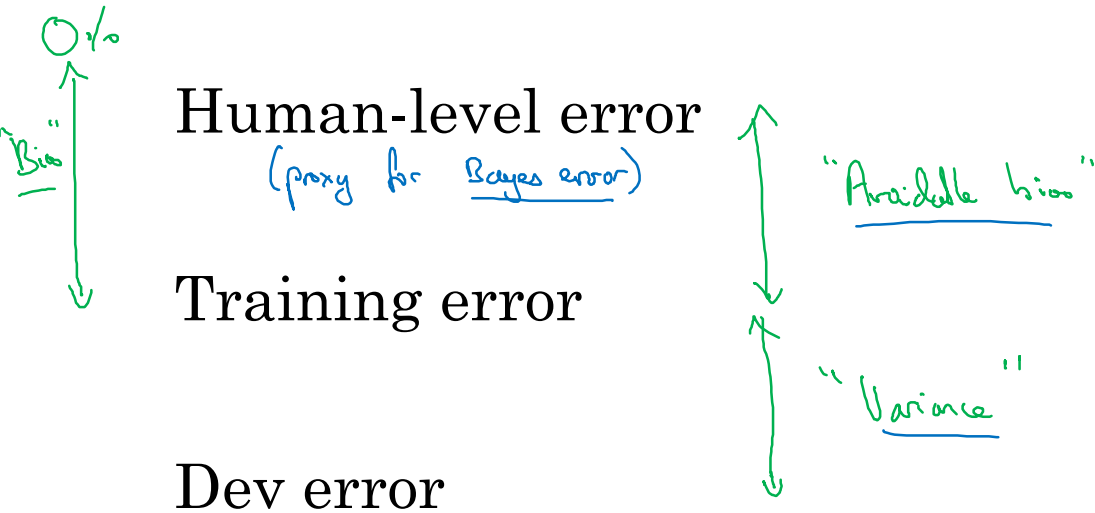 0%
Human-level error
"Bias"
(proxy for Bayes error)
"Avoidable bias"
Training error
"Variance"
Dev error